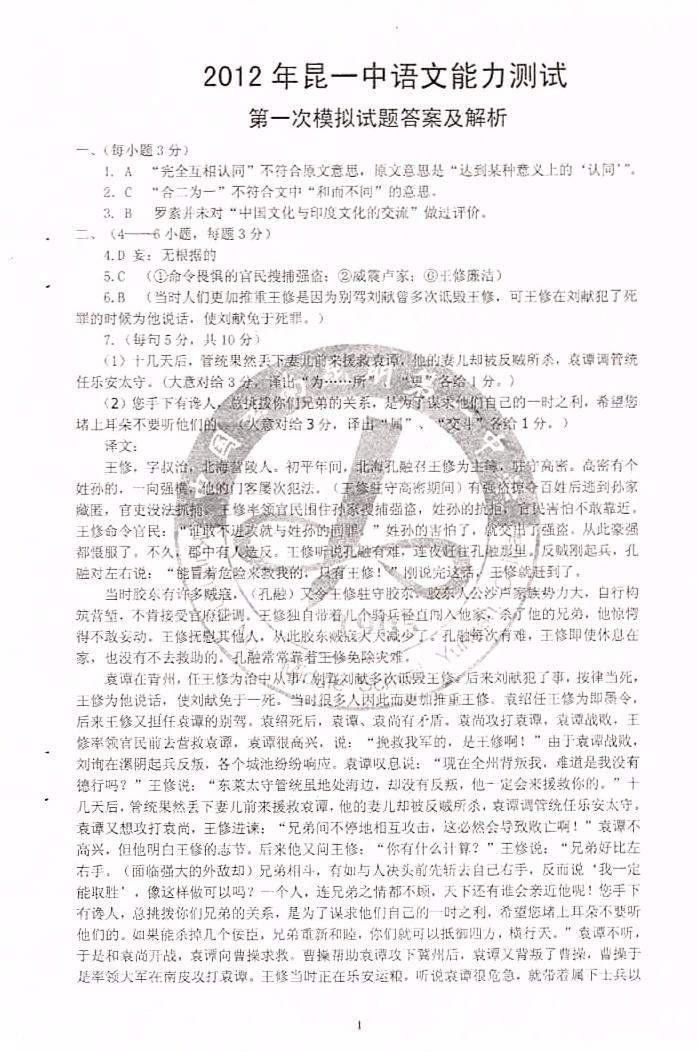 2012年昆一中语文能力测试
第一次模拟试题答案及解析
一、（每小题3分）
1. A “完全互相认同”不符合原文意思，原文意思是“达到某种意义上的‘认同’”。
2. C “合二为一”不符合文中“和而不同”的意思。
3. B 罗素并未对“中国文化与印度文化的交流”做过评价。
二、（4——6小题，每题3分）
4.D 妄：无根据的
5.C （①命令畏惧的官民搜捕强盗；②威震卢家；⑥王修廉洁）
6.B （当时人们更加推重王修是因为别驾刘献曾多次诋毁王修，可王修在刘献犯了死
罪的时候为他说话，使刘献免于死罪。）
7.（每句5分，共10分）
（1）十几天后，管统果然丢下妻儿前来援救袁谭，他的妻儿却被反贼所杀，袁谭调管统
任乐安太守。（大意对给3分，译出“为……所”、“更”各给1分。）
（2）您手下有谗人，总挑拨你们兄弟的关系，是为了谋求他们自己的一时之利，希望您
堵上耳朵不要听他们的。（大意对给3分，译出“属”、“交斗”各给1分。）
译文：
王修，字叔治，北海营陵人。初平年间，北海孔融召王修为主簿，驻守高密。高密有个
姓孙的，一向强横，他的门客屡次犯法。（王修驻守高密期间）有强盗掠夺百姓后逃到孙家
藏匿，官吏没法抓捕。王修率领官民围住孙家搜捕强盗，姓孙的抗拒，官民害怕不敢靠近。
王修命令官民：“谁敢不进攻就与姓孙的同罪。”姓孙的害怕了，就交出了强盗。从此豪强
都慑服了。不久，郡中有人造反。王修听说孔融有难，连夜赶往孔融那里。反贼刚起兵，孔
融对左右说：“能冒着危险来救我的，只有王修！”刚说完这话，王修就赶到了。
当时胶东有许多贼寇，（孔融）又令王修驻守胶东。胶东人公沙卢家族势力大，自行构
筑营堑，不肯接受官府征调。王修独自带着几个骑兵径直闯入他家，杀了他的兄弟，他惊愕
得不敢妄动。王修抚慰其他人，从此胶东贼寇大大减少了。孔融每次有难，王修即使休息在
家，也没有不去救助的。孔融常常靠着王修免除灾难。
袁谭在青州，任王修为治中从事，别驾刘献多次诋毁王修。后来刘献犯了事，按律当死，
王修为他说话，使刘献免于一死。当时很多人因此而更加推重王修。袁绍任王修为即墨令，
后来王修又担任袁谭的别驾。袁绍死后，袁谭、袁尚有矛盾。袁尚攻打袁谭，袁谭战败，王
修率领官民前去营救袁谭，袁谭很高兴，说：“挽救我军的，是王修啊！”由于袁谭战败，
刘询在漯阴起兵反叛，各个城池纷纷响应。袁谭叹息说：“现在全州背叛我，难道是我没有
德行吗？”王修说：“东莱太守管统虽地处海边，却没有反叛，他一定会来援救你的。”十
几天后，管统果然丢下妻儿前来援救袁谭，他的妻儿却被反贼所杀，袁谭调管统任乐安太守。
袁谭又想攻打袁尚，王修进谏：“兄弟间不停地相互攻击，这必然会导致败亡啊！”袁谭不
高兴，但他明白王修的志节。后来他又问王修：“你有什么计算？”王修说：“兄弟好比左
右手。（面临强大的外敌却）兄弟相斗，有如与人决头前先斩去自己右手，反而说‘我一定
能取胜’，像这样做可以吗？一个人，连兄弟之情都不顾，天下还有谁会亲近他呢！您手下
有谗人，总挑拨你们兄弟的关系，是为了谋求他们自己的一时之利，希望您堵上耳朵不要听
他们的。如果能杀掉几个佞臣，兄弟重新和睦，你们就可以抵御四方，横行天。”袁谭不听，
于是和袁尚开战，袁谭向曹操求救。曹操帮助袁谭攻下冀州后，袁谭又背叛了曹操，曹操于
是率领大军在南皮攻打袁谭。王修当时正在乐安运粮，听说袁谭很危急，就带着属下士兵以
1